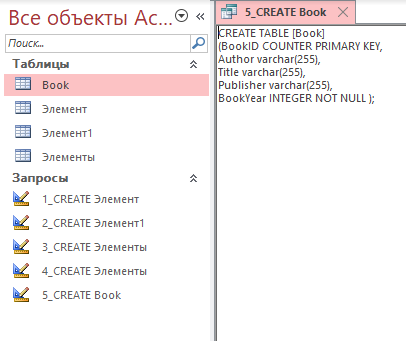 Все объекты Ac...
Поиск...
Таблицы
Book
Элемент
Элемент1
Элементы
Запросы
1_CREATE Элемент
2_CREATE Элемент1
3_CREATE Элементы
4_CREATE Элементы
5_CREATE Book
5_CREATE Book
CREATE TABLE [Book]
(BookID COUNTER PRIMARY KEY,
Author varchar(255),
Title varchar(255),
Publisher varchar(255),
BookYear INTEGER NOT NULL );